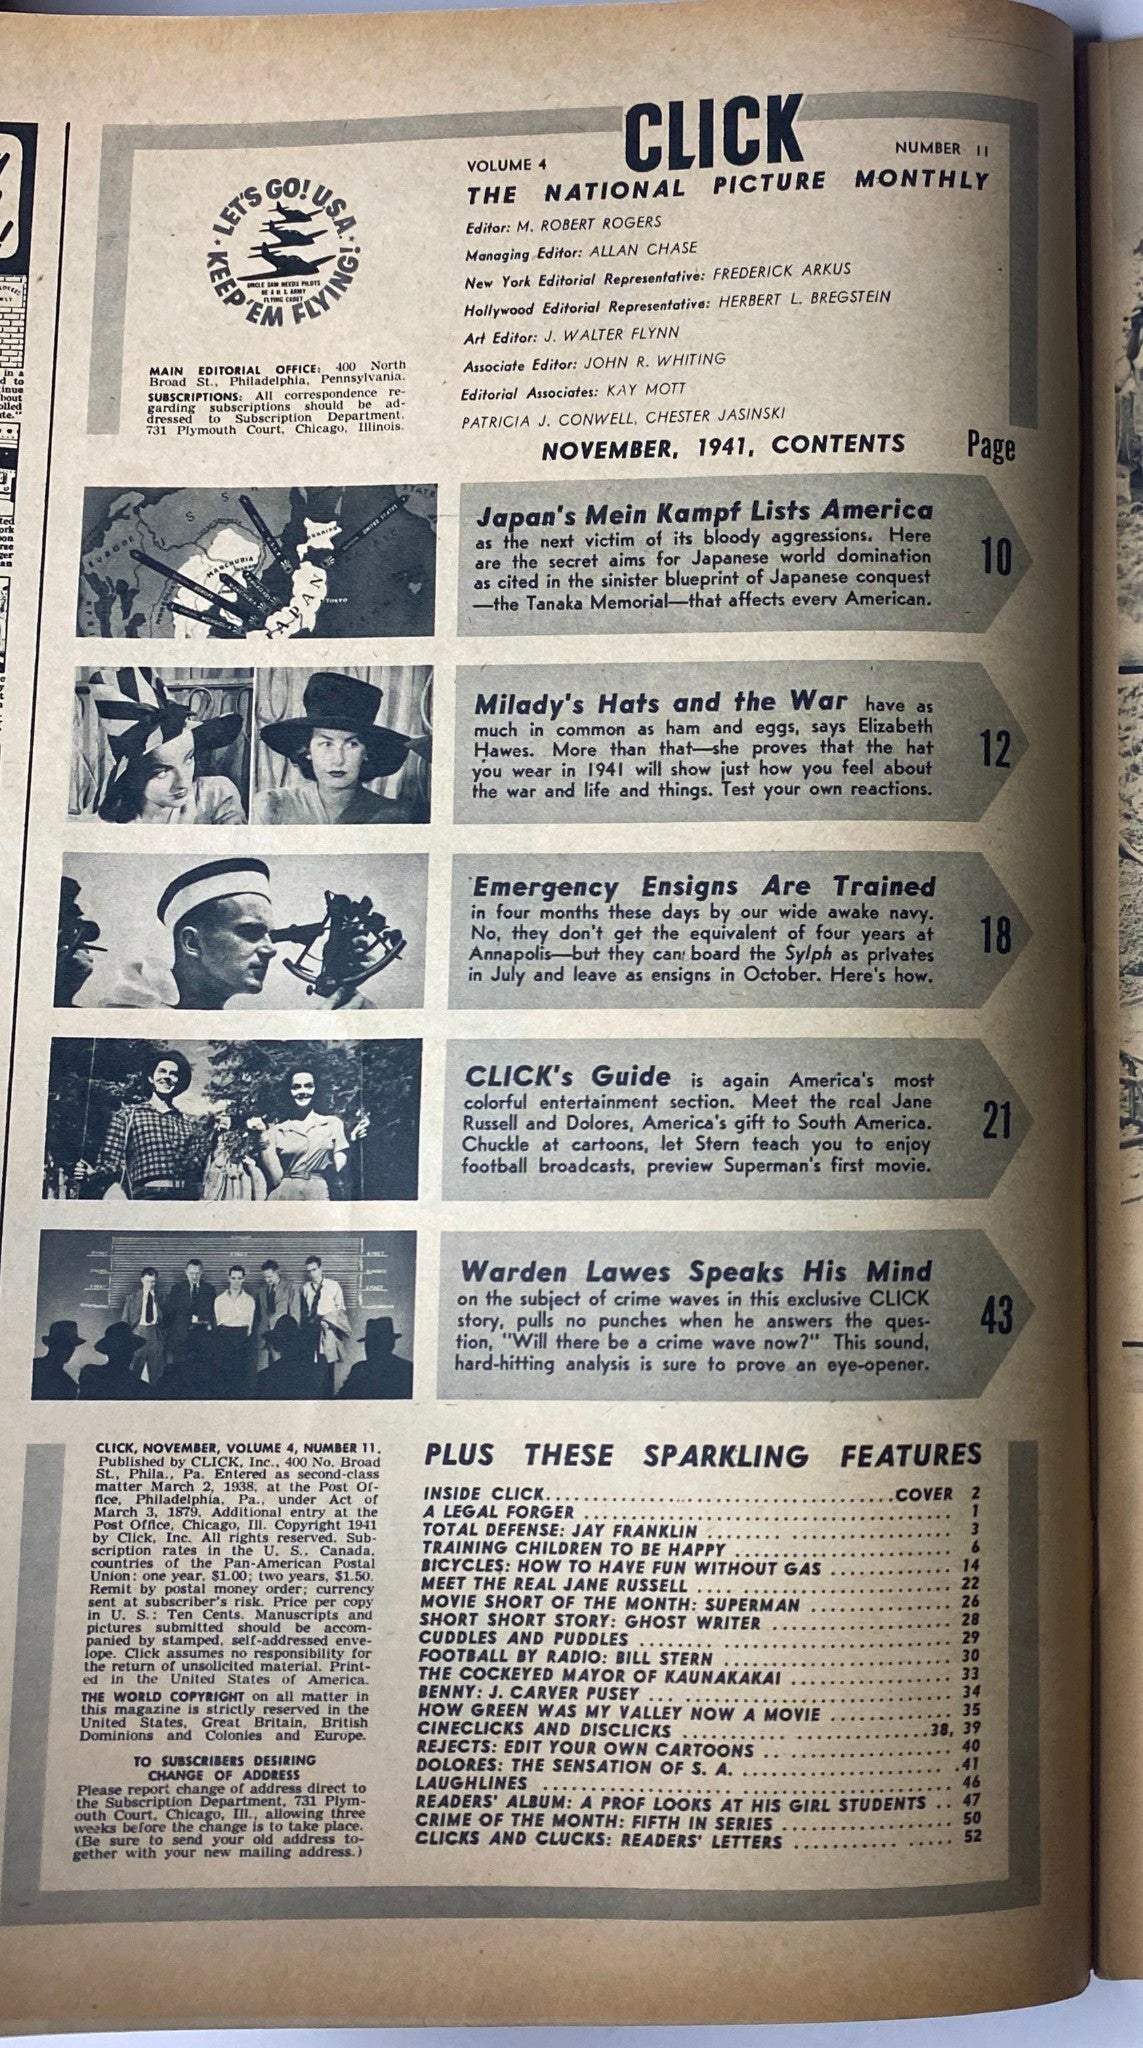 CLICK
VOLUME 4
NUMBER 11
THE NATIONAL PICTURE MONTHLY
LET'S GO! U.S.A.
KEEP 'EM FLYING!
UNCLE SAM NEEDS PILOTS
BE A U.S. ARMY
FLYING CADET
Editor: M. ROBERT ROGERS
Managing Editor: ALLAN CHASE
New York Editorial Representative: FREDERICK ARKUS
Hollywood Editorial Representative: HERBERT L. BREGSTEIN
Art Editor: J. WALTER FLYNN
Associate Editor: JOHN R. WHITING
Editorial Associates: KAY MOTT
PATRICIA J. CONWELL, CHESTER JASINSKI
MAIN EDITORIAL OFFICE: 400 North
Broad St., Philadelphia, Pennsylvania.
SUBSCRIPTIONS: All correspondence re-
garding subscriptions should be ad-
dressed to Subscription Department,
731 Plymouth Court, Chicago, Illinois.
NOVEMBER, 1941, CONTENTS
Page
EUROPE
MANCHURIA
JAPAN
TOKYO
UNITED STATES
Japan's Mein Kampf Lists America
as the next victim of its bloody aggressions. Here
are the secret aims for Japanese world domination
as cited in the sinister blueprint of Japanese conquest
—the Tanaka Memorial—that affects every American.
10
Milady's Hats and the War have as
much in common as ham and eggs, says Elizabeth
Hawes. More than that—she proves that the hat
you wear in 1941 will show just how you feel about
the war and life and things. Test your own reactions.
12
Emergency Ensigns Are Trained
in four months these days by our wide awake navy.
No, they don't get the equivalent of four years at
Annapolis—but they can board the Sylph as privates
in July and leave as ensigns in October. Here's how.
18
CLICK's Guide is again America's most
colorful entertainment section. Meet the real Jane
Russell and Dolores, America's gift to South America.
Chuckle at cartoons, let Stern teach you to enjoy
football broadcasts, preview Superman's first movie.
21
Warden Lawes Speaks His Mind
on the subject of crime waves in this exclusive CLICK
story, pulls no punches when he answers the ques-
tion, "Will there be a crime wave now?" This sound,
hard-hitting analysis is sure to prove an eye-opener.
43
CLICK, NOVEMBER, VOLUME 4, NUMBER 11.
Published by CLICK, Inc., 400 No. Broad
St., Phila., Pa. Entered as second-class
matter March 2, 1938, at the Post Of-
fice, Philadelphia, Pa., under Act of
March 3, 1879. Additional entry at the
Post Office, Chicago, Ill. Copyright 1941
by Click, Inc. All rights reserved. Sub-
scription rates in the U. S., Canada,
countries of the Pan-American Postal
Union: one year, $1.00; two years, $1.50.
Remit by postal money order; currency
sent at subscriber's risk. Price per copy
in U. S.: Ten Cents. Manuscripts and
pictures submitted should be accom-
panied by stamped, self-addressed enve-
lope. Click assumes no responsibility for
the return of unsolicited material. Print-
ed in the United States of America.
THE WORLD COPYRIGHT on all matter in
this magazine is strictly reserved in the
United States, Great Britain, British
Dominions and Colonies and Europe.
TO SUBSCRIBERS DESIRING
CHANGE OF ADDRESS
Please report change of address direct to
the Subscription Department, 731 Plym-
outh Court, Chicago, Ill., allowing three
weeks before the change is to take place.
(Be sure to send your old address to-
gether with your new mailing address.)
PLUS THESE SPARKLING FEATURES
INSIDE CLICK....COVER 2
A LEGAL FORGER .... 1
TOTAL DEFENSE: JAY FRANKLIN .... 3
TRAINING CHILDREN TO BE HAPPY .... 6
BICYCLES: HOW TO HAVE FUN WITHOUT GAS .... 14
MEET THE REAL JANE RUSSELL .... 22
MOVIE SHORT OF THE MONTH: SUPERMAN .... 26
SHORT SHORT STORY: GHOST WRITER .... 28
CUDDLES AND PUDDLES .... 29
FOOTBALL BY RADIO: BILL STERN .... 30
THE COCKEYED MAYOR OF KAUNAKAKAI .... 33
BENNY: J. CARVER PUSEY .... 34
HOW GREEN WAS MY VALLEY NOW A MOVIE .... 35
CINECLICKS AND DISCLICKS ....38, 39
REJECTS: EDIT YOUR OWN CARTOONS .... 40
DOLORES: THE SENSATION OF S. A. ....41
LAUGHLINES .... 46
READERS' ALBUM: A PROF LOOKS AT HIS GIRL STUDENTS .. 47
CRIME OF THE MONTH: FIFTH IN SERIES .... 50
CLICKS AND CLUCKS: READERS' LETTERS .... 52